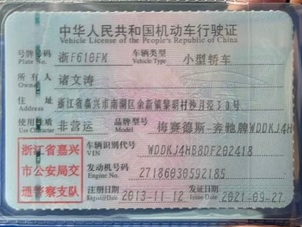 中华人民共和国机动车行驶证
Vehicle License of the People's Republic of China
号牌号码 浙F618FM 车辆类型 小型轿车
Plate No. Vehicle Type
所有人 诸文涛
Owner
住址 浙江省嘉兴市南湖区余新镇黎明村沙月
Address
使用性质 非营运 品牌型号 梅赛德斯-奔驰牌WDDKJ4H
Use Character Model
浙江省嘉兴市公安局交通警察支队
车辆识别代号 WDDKJ4HB8DF202418
VIN
发动机号码 27186030592185
Engine No.
注册日期 2013-11-12 发证日期 2021-09-27
Register Date Issue Date